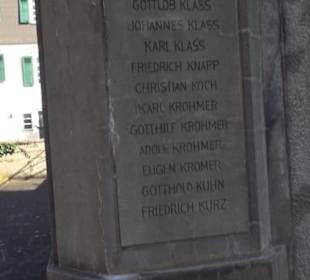 GOTTLOB KLASS
JOHANNES KLASS
KARL KLASS
FRIEDRICH KNAPP
CHRISTIAN KOCH
KARL KROHMER
GOTTHILF KROHMER
ADOLF KROHMER
EUGEN KROMER
GOTTHOLD KUHN
FRIEDRICH KURZ